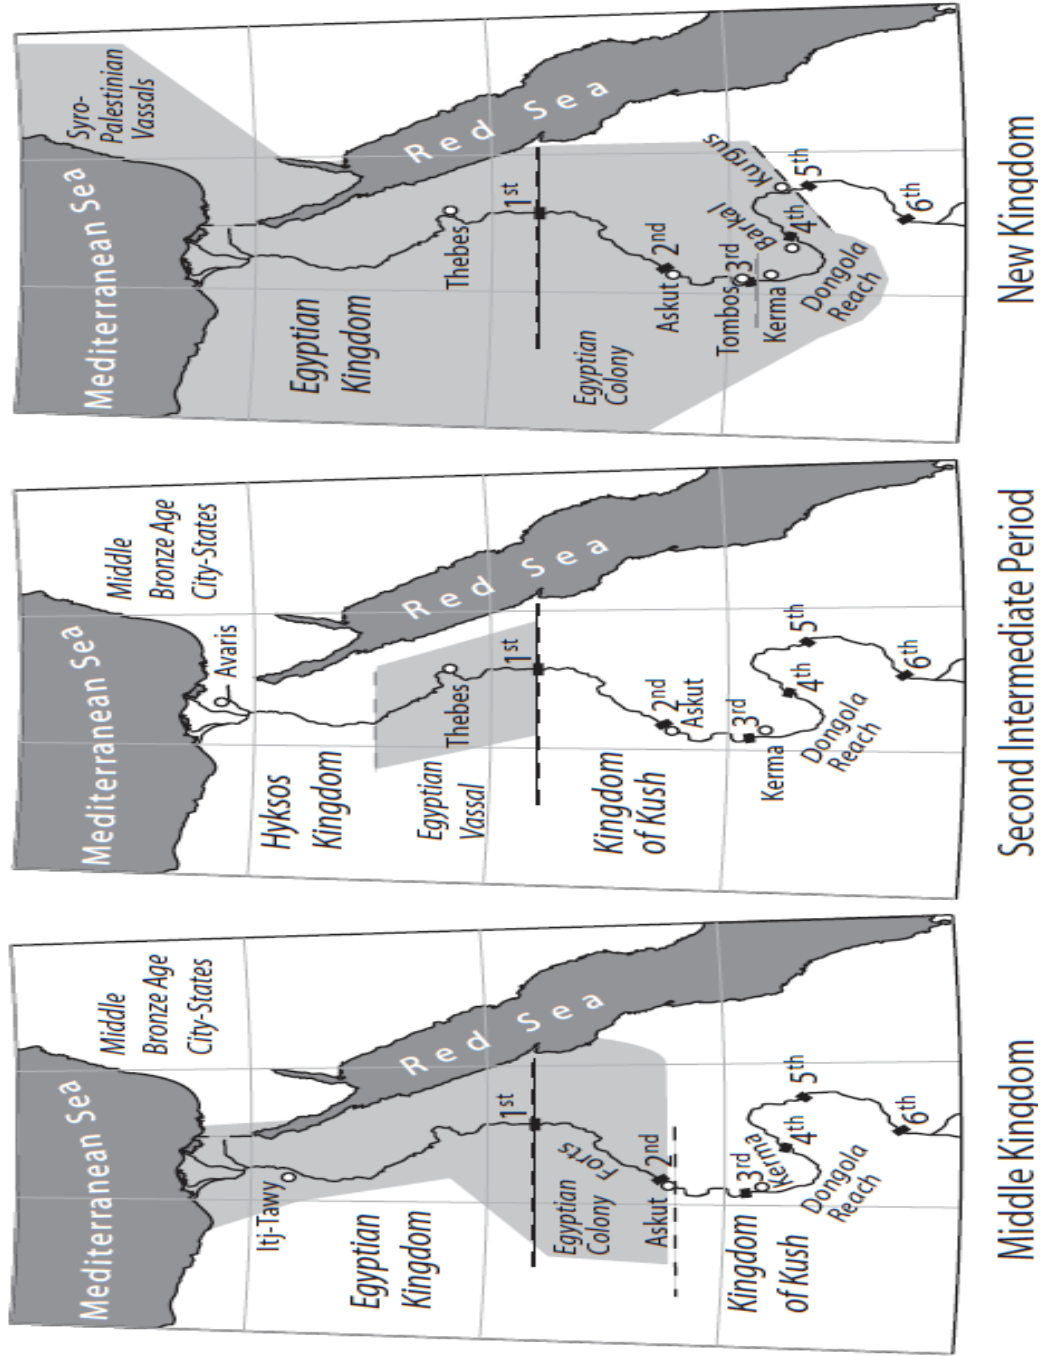 Mediterranean Sea
Middle
Bronze Age
City-States
Itj-Tawy
Egyptian
Kingdom
Red Sea
1st
Egyptian
Colony
Forts
Askut
2nd
Kingdom
of Kush
3rd
Kerma
4th
5th
Dongola
Reach
6th
Middle Kingdom
Mediterranean Sea
Middle
Bronze Age
City-States
Avaris
Hyksos
Kingdom
Red Sea
Egyptian
Vassal
Thebes
1st
Kingdom
of Kush
2nd
Askut
3rd
Kerma
4th
5th
Dongola
Reach
6th
Second Intermediate Period
Mediterranean Sea
Syro-
Palestinian
Vassals
Egyptian
Kingdom
Red Sea
Thebes
1st
Egyptian
Colony
Askut
2nd
Tombos
3rd
Barkal
Kurgus
Kerma
4th
5th
Dongola
Reach
6th
New Kingdom